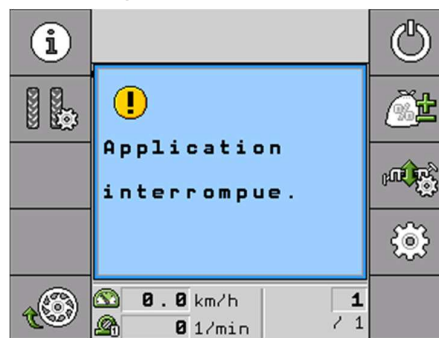 i
!
Application
interrompue.
0.0 km/h
1
0 1/min
/ 1